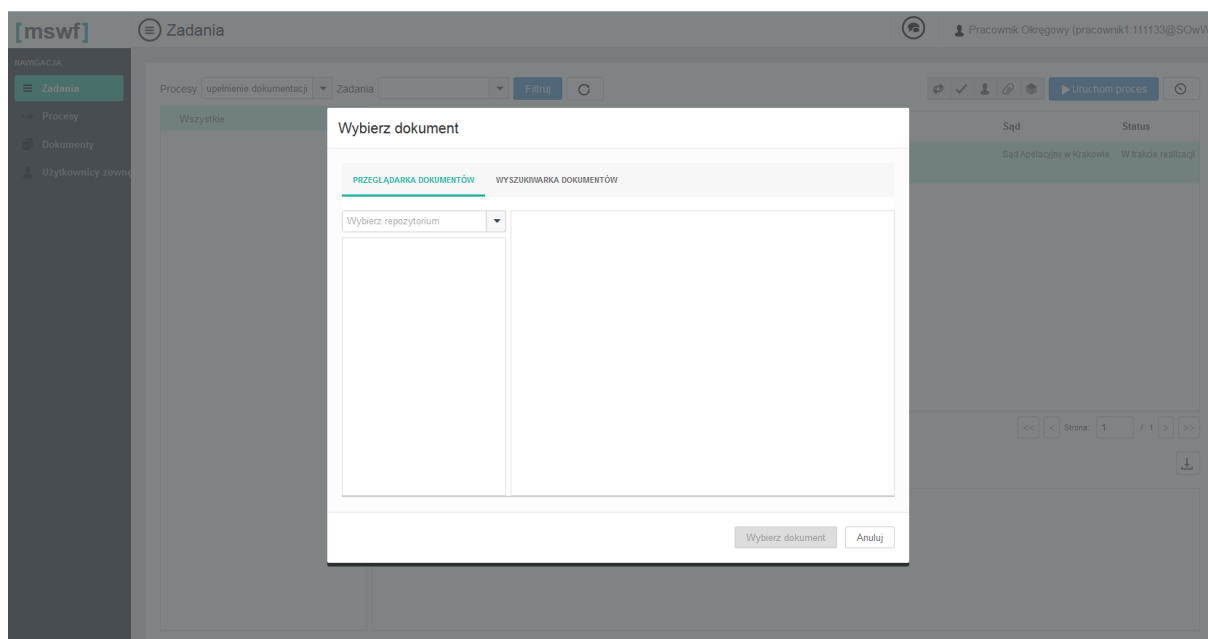 [mswf]
Zadania
Pracownik Okręgowy (pracownik1:111133@SOwW
NAWIGACJA
Zadania
Procesy
Dokumenty
Użytkownicy zewnę
Procesy upełnienie dokumentacji Zadania Filtruj Uruchom proces
Wszystkie
Sąd Status
Sąd Apelacyjny w Krakowie W trakcie realizacji
Wybierz dokument
PRZEGLĄDARKA DOKUMENTÓW WYSZUKIWARKA DOKUMENTÓW
Wybierz repozytorium
<< < Strona: 1 / 1 > >>
Wybierz dokument Anuluj